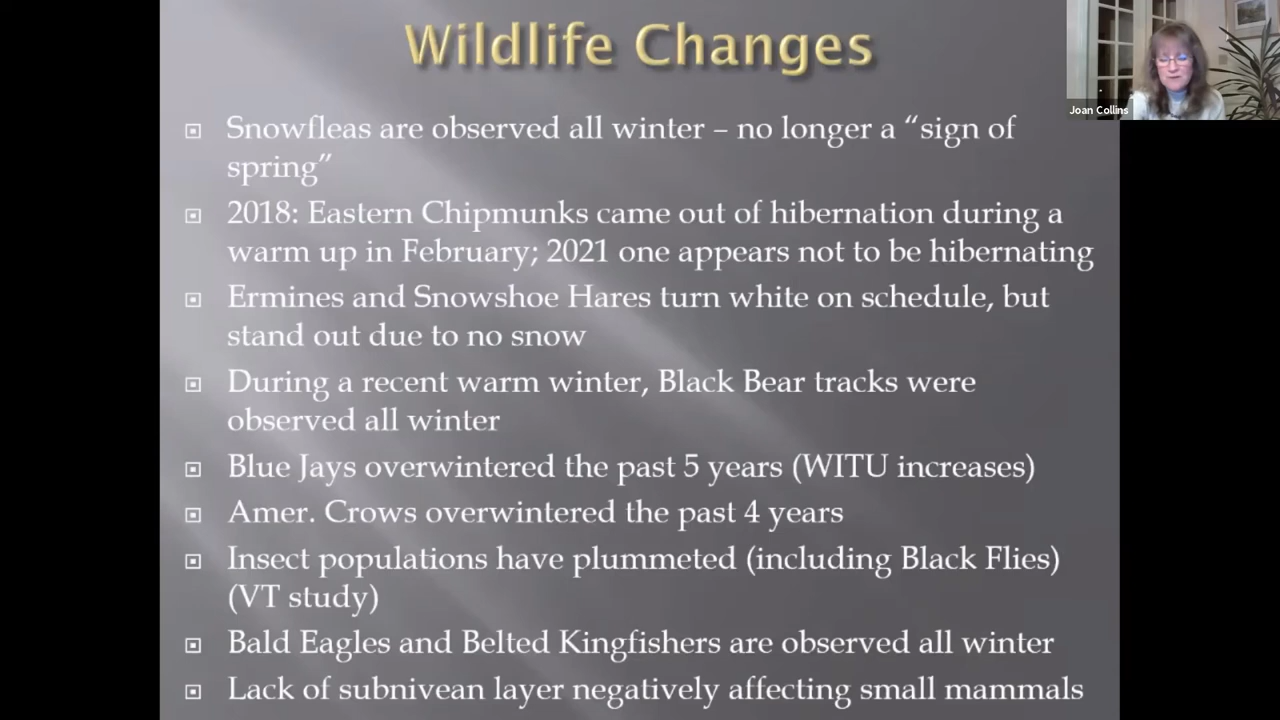 Wildlife Changes
Joan Collins
Snowfleas are observed all winter – no longer a “sign of
spring”
2018: Eastern Chipmunks came out of hibernation during a
warm up in February; 2021 one appears not to be hibernating
Ermines and Snowshoe Hares turn white on schedule, but
stand out due to no snow
During a recent warm winter, Black Bear tracks were
observed all winter
Blue Jays overwintered the past 5 years (WITU increases)
Amer. Crows overwintered the past 4 years
Insect populations have plummeted (including Black Flies)
(VT study)
Bald Eagles and Belted Kingfishers are observed all winter
Lack of subnivean layer negatively affecting small mammals